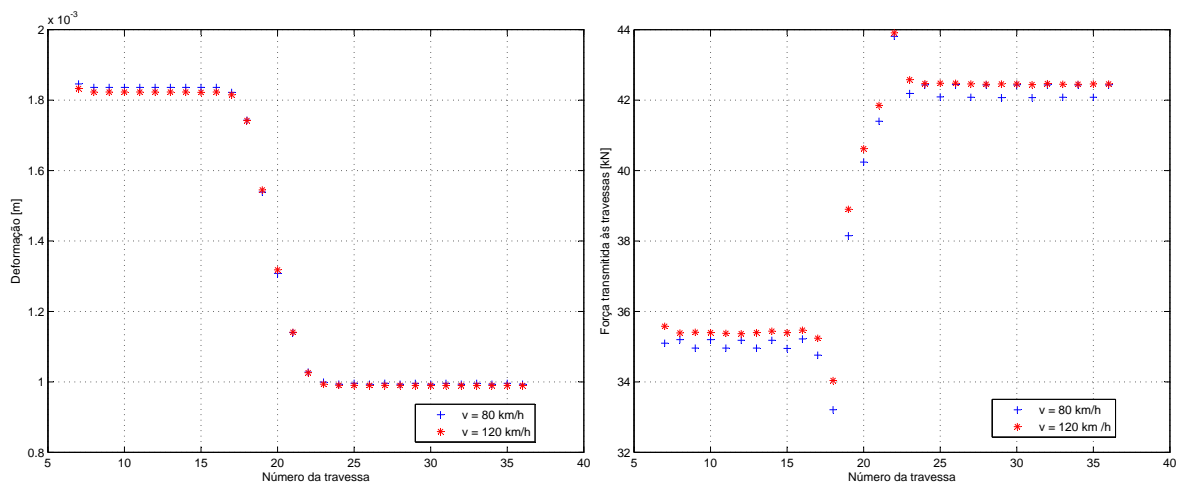 x 10⁻³
2
1.8
1.6
1.4
1.2
1
0.8
5 10 15 20 25 30 35 40
Deformação [m]
Número da travessa
v = 80 km/h
v = 120 km/h
44
42
40
38
36
34
32
5 10 15 20 25 30 35 40
Força transmitida às travessas [kN]
Número da travessa
v = 80 km/h
v = 120 km /h